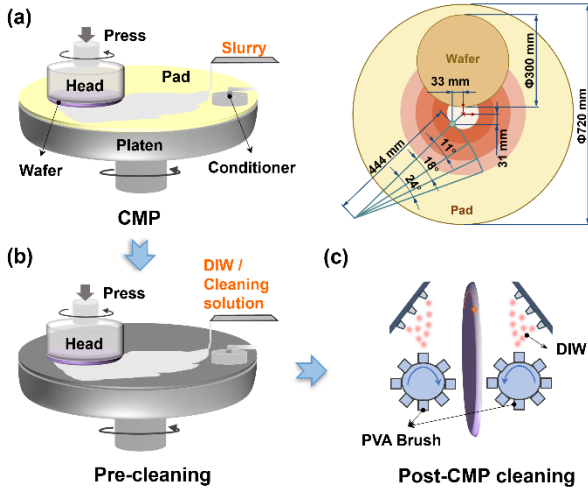 (a)
Press
Slurry
Pad
Head
Platen
Wafer
Conditioner
CMP
Wafer
Φ300 mm
Φ720 mm
33 mm
31 mm
444 mm
11°
18°
24°
Pad
(b)
Press
DIW /
Cleaning
solution
Head
Pre-cleaning
(c)
DIW
PVA Brush
Post-CMP cleaning